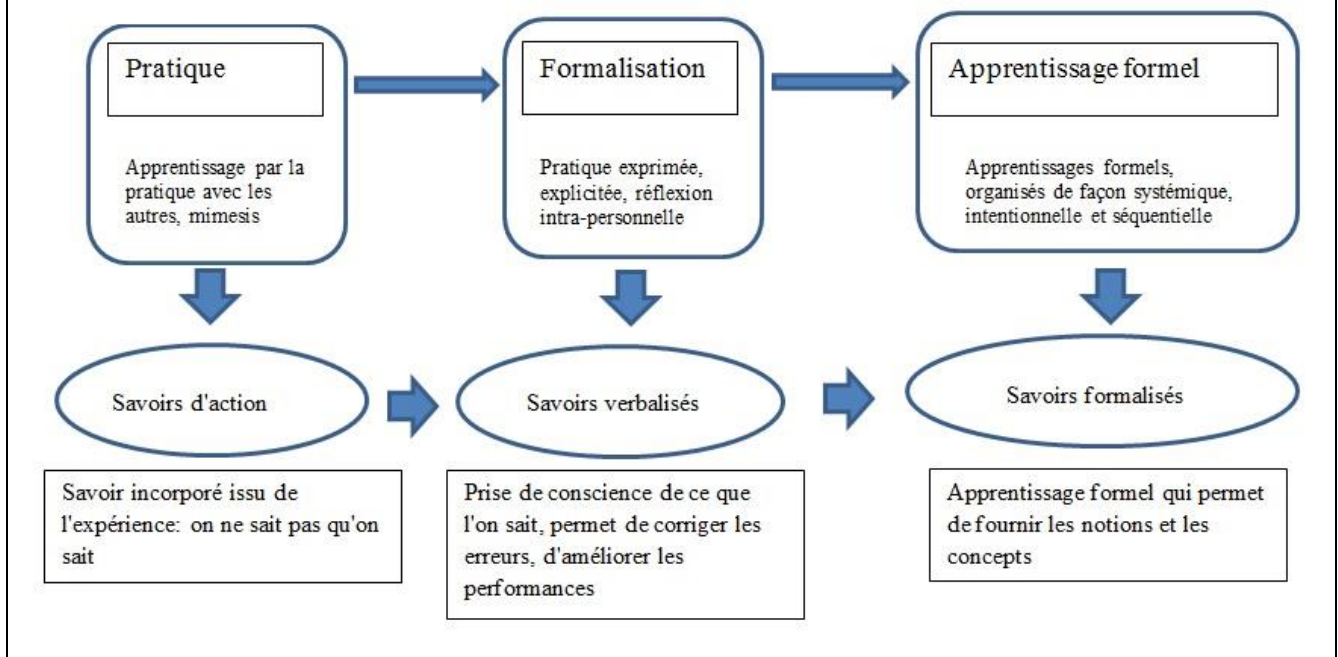 Pratique
Apprentissage par la
pratique avec les
autres, mimesis
Formalisation
Pratique exprimée,
explicitée, réflexion
intra-personnelle
Apprentissage formel
Apprentissages formels,
organisés de façon systémique,
intentionnelle et séquentielle
Savoirs d'action
Savoirs verbalisés
Savoirs formalisés
Savoir incorporé issu de
l'expérience: on ne sait pas qu'on
sait
Prise de conscience de ce que
l'on sait, permet de corriger les
erreurs, d'améliorer les
performances
Apprentissage formel qui permet
de fournir les notions et les
concepts